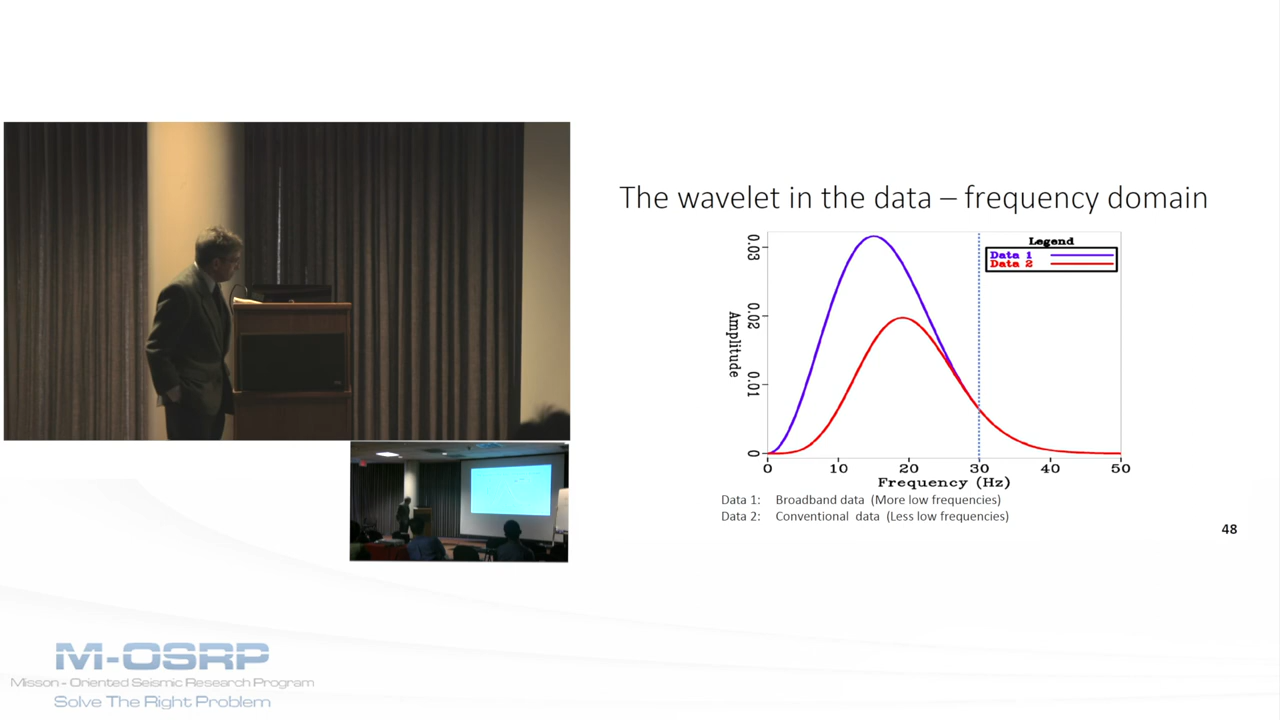 The wavelet in the data – frequency domain
Legend
Data 1
Data 2
0.03
0.02
0.01
0
Amplitude
0 10 20 30 40 50
Frequency (Hz)
Data 1: Broadband data (More low frequencies)
Data 2: Conventional data (Less low frequencies)
48
M-OSRP
Misson - Oriented Seismic Research Program
Solve The Right Problem